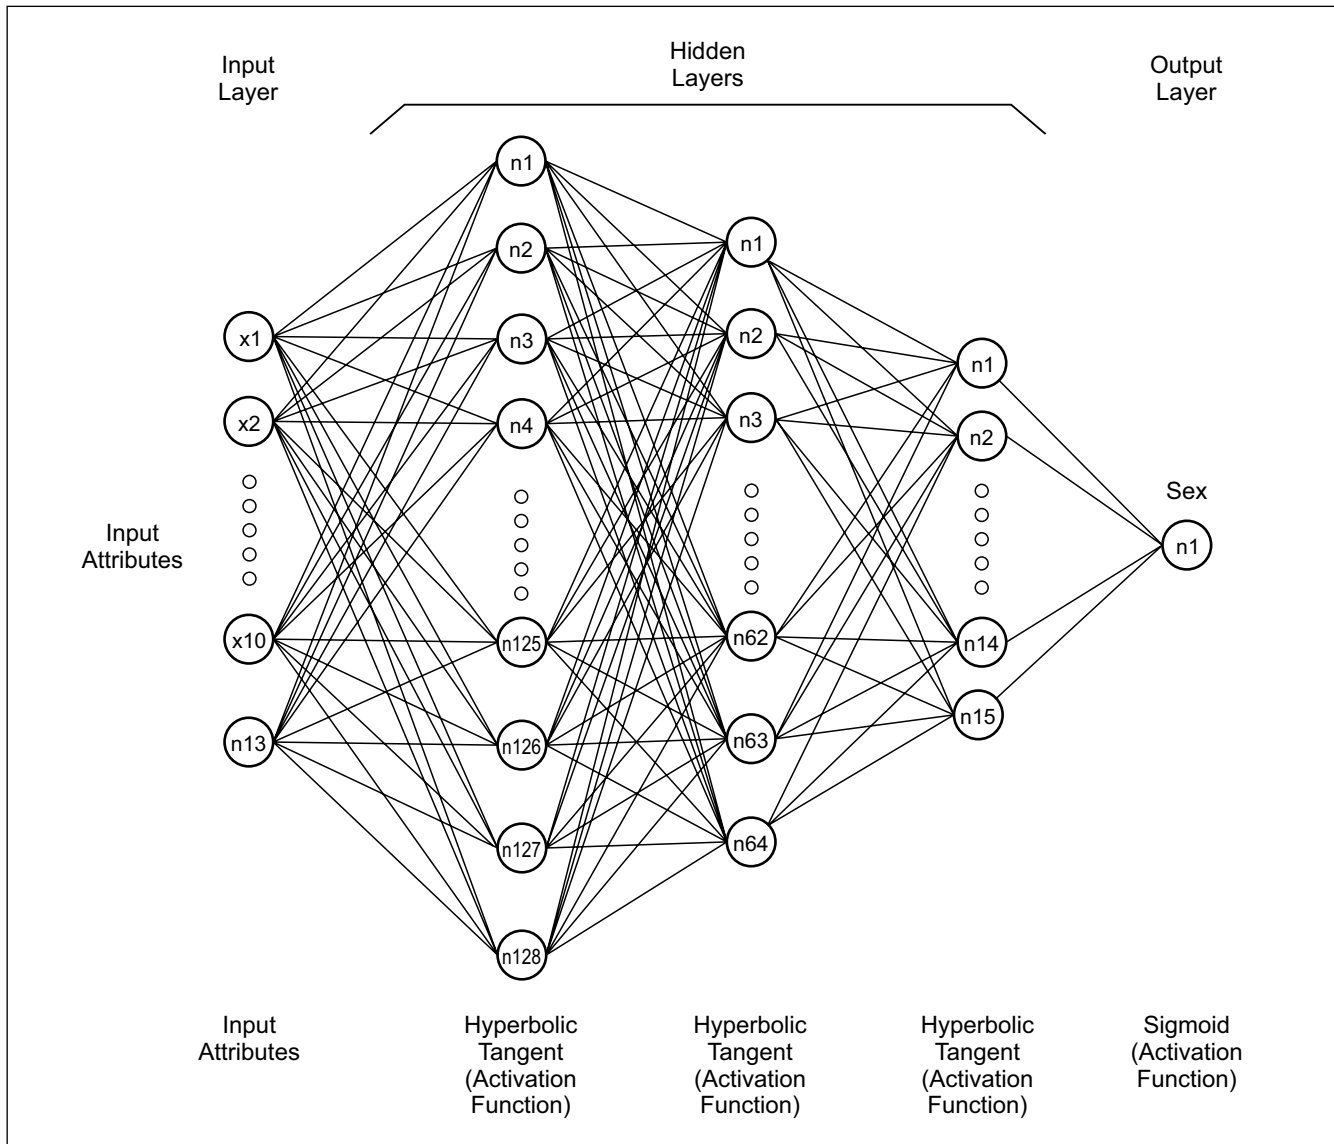 Input
Layer
Hidden
Layers
Output
Layer
n1
n2
n3
n4
n125
n126
n127
n128
x1
x2
x10
n13
n1
n2
n3
n62
n63
n64
n1
n2
n14
n15
Sex
n1
Input
Attributes
Input
Attributes
Hyperbolic
Tangent
(Activation
Function)
Hyperbolic
Tangent
(Activation
Function)
Hyperbolic
Tangent
(Activation
Function)
Sigmoid
(Activation
Function)